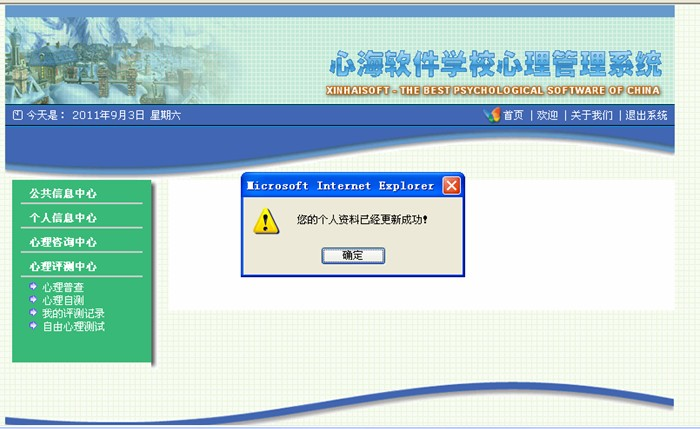 心海软件学校心理管理系统
XINHAISOFT - THE BEST PSYCHOLOGICAL SOFTWARE OF CHINA
今天是： 2011年9月3日 星期六
首页 | 欢迎 | 关于我们 | 退出系统
公共信息中心
个人信息中心
心理咨询中心
心理评测中心
心理普查
心理自测
我的评测记录
自由心理测试
Microsoft Internet Explorer
您的个人资料已经更新成功!
确定